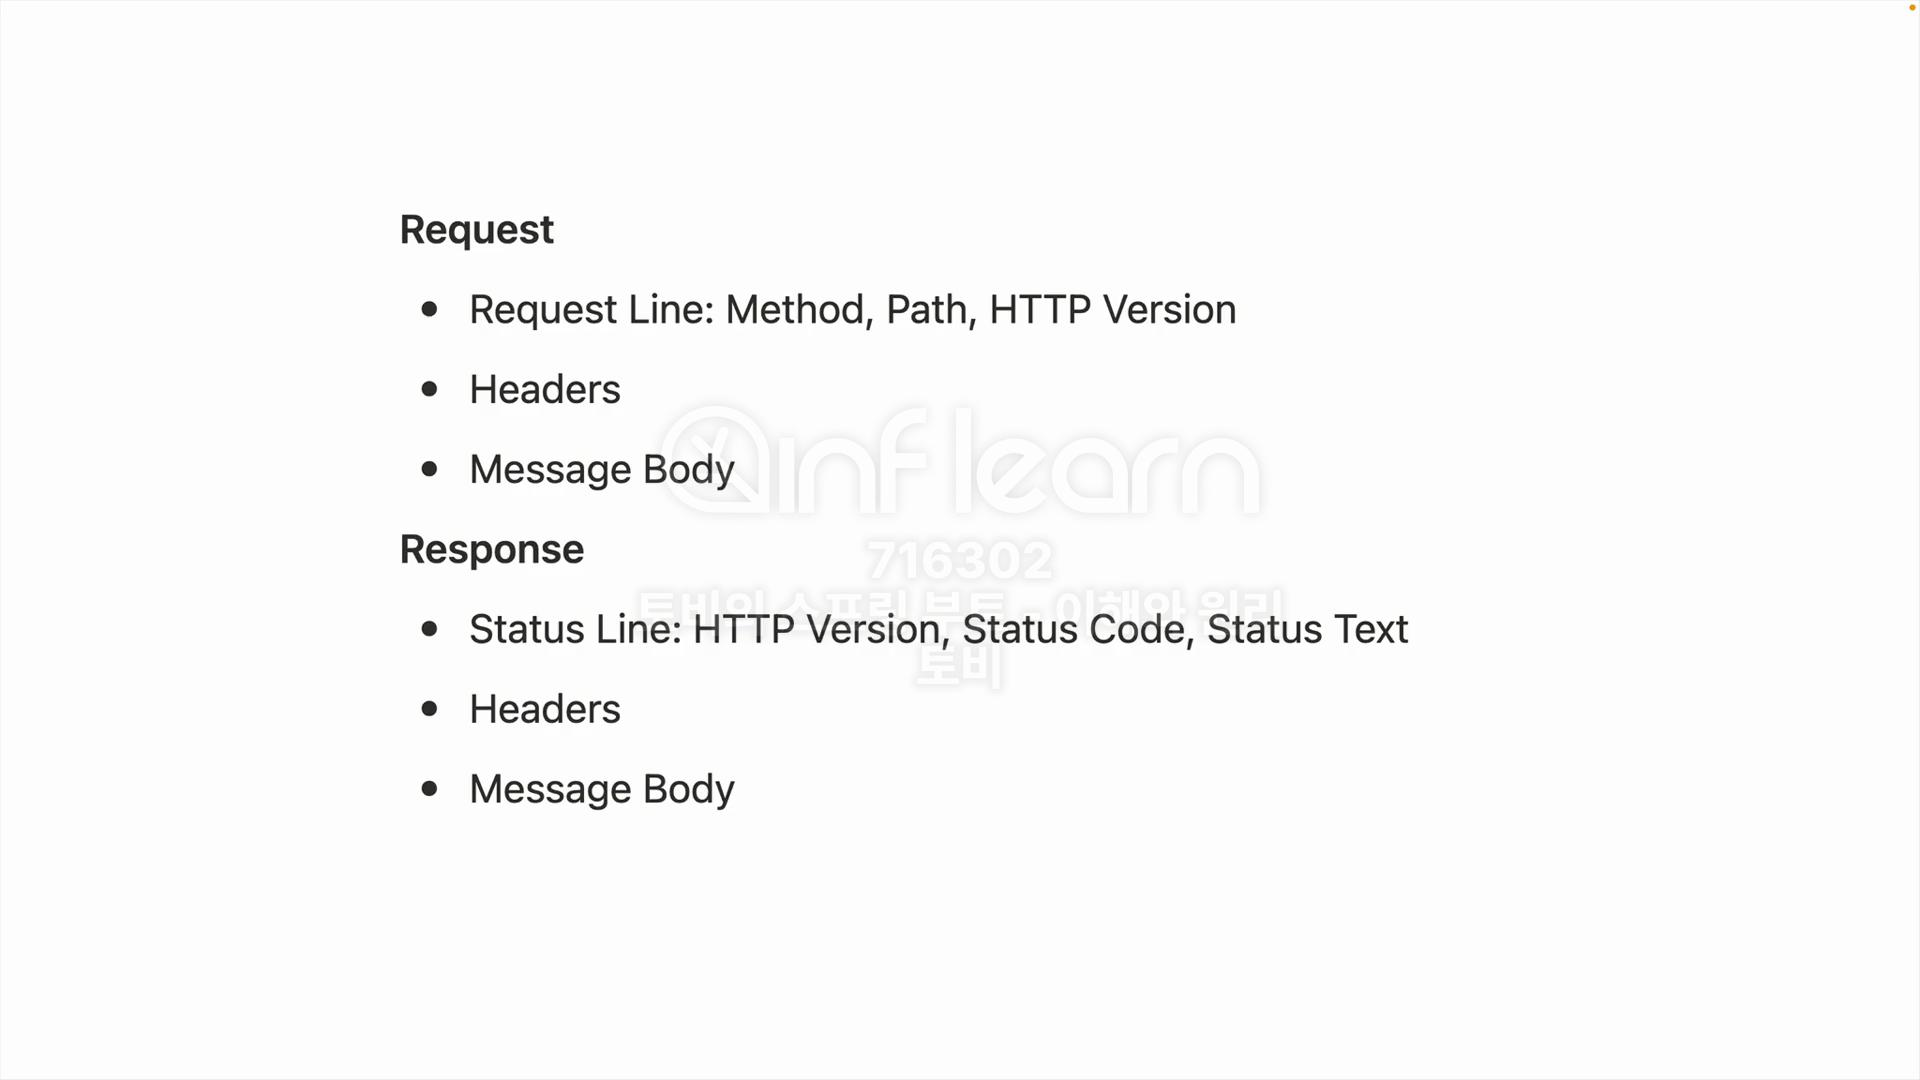 Request
• Request Line: Method, Path, HTTP Version
• Headers
• Message Body
inflearn
Response
716302
토비의 스프링 부트 - 이해와 원리
• Status Line: HTTP Version, Status Code, Status Text
토비
• Headers
• Message Body